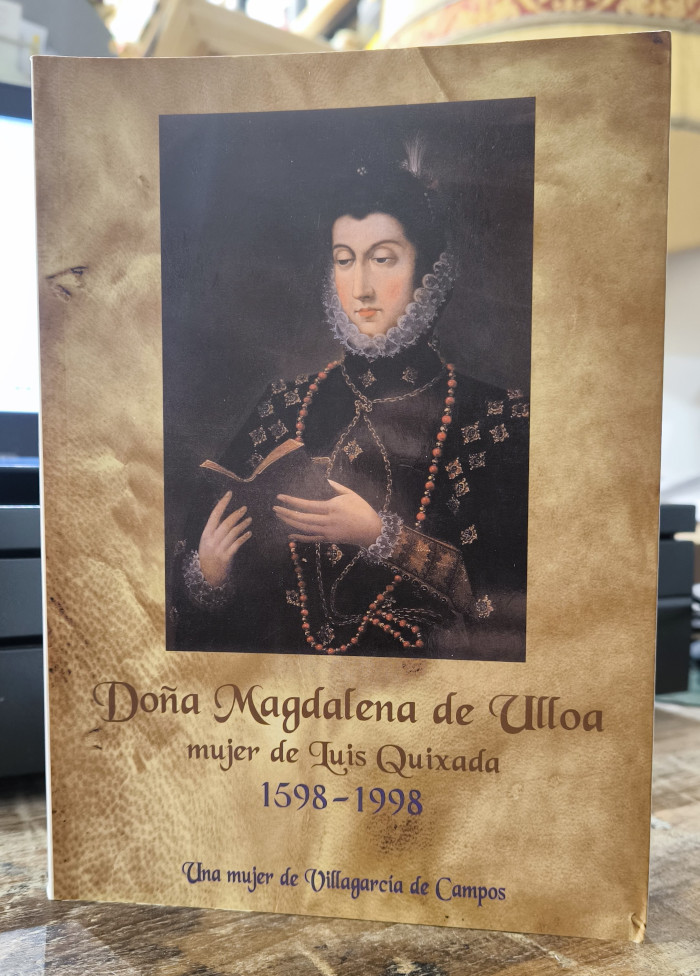 Doña Magdalena de Ulloa
mujer de Luis Quixada
1598-1998
Una mujer de Villagarcía de Campos